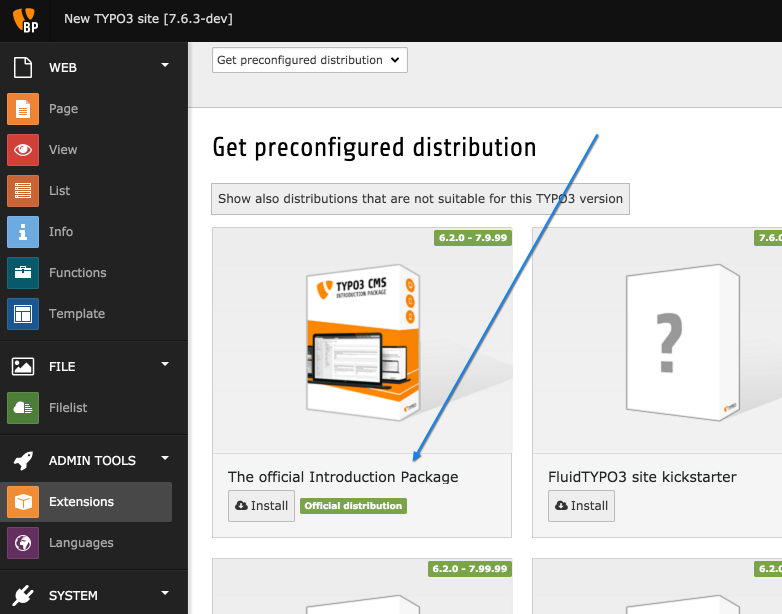 BP
New TYPO3 site [7.6.3-dev]
WEB
Page
View
List
Info
Functions
Template
FILE
Filelist
ADMIN TOOLS
Extensions
Languages
SYSTEM
Get preconfigured distribution
Get preconfigured distribution
Show also distributions that are not suitable for this TYPO3 version
6.2.0 - 7.9.99
TYPO3 CMS
INTRODUCTION PACKAGE
The official Introduction Package
Install
Official distribution
7.6.0
?
FluidTYPO3 site kickstarter
Install
6.2.0 - 7.99.99
6.2.0